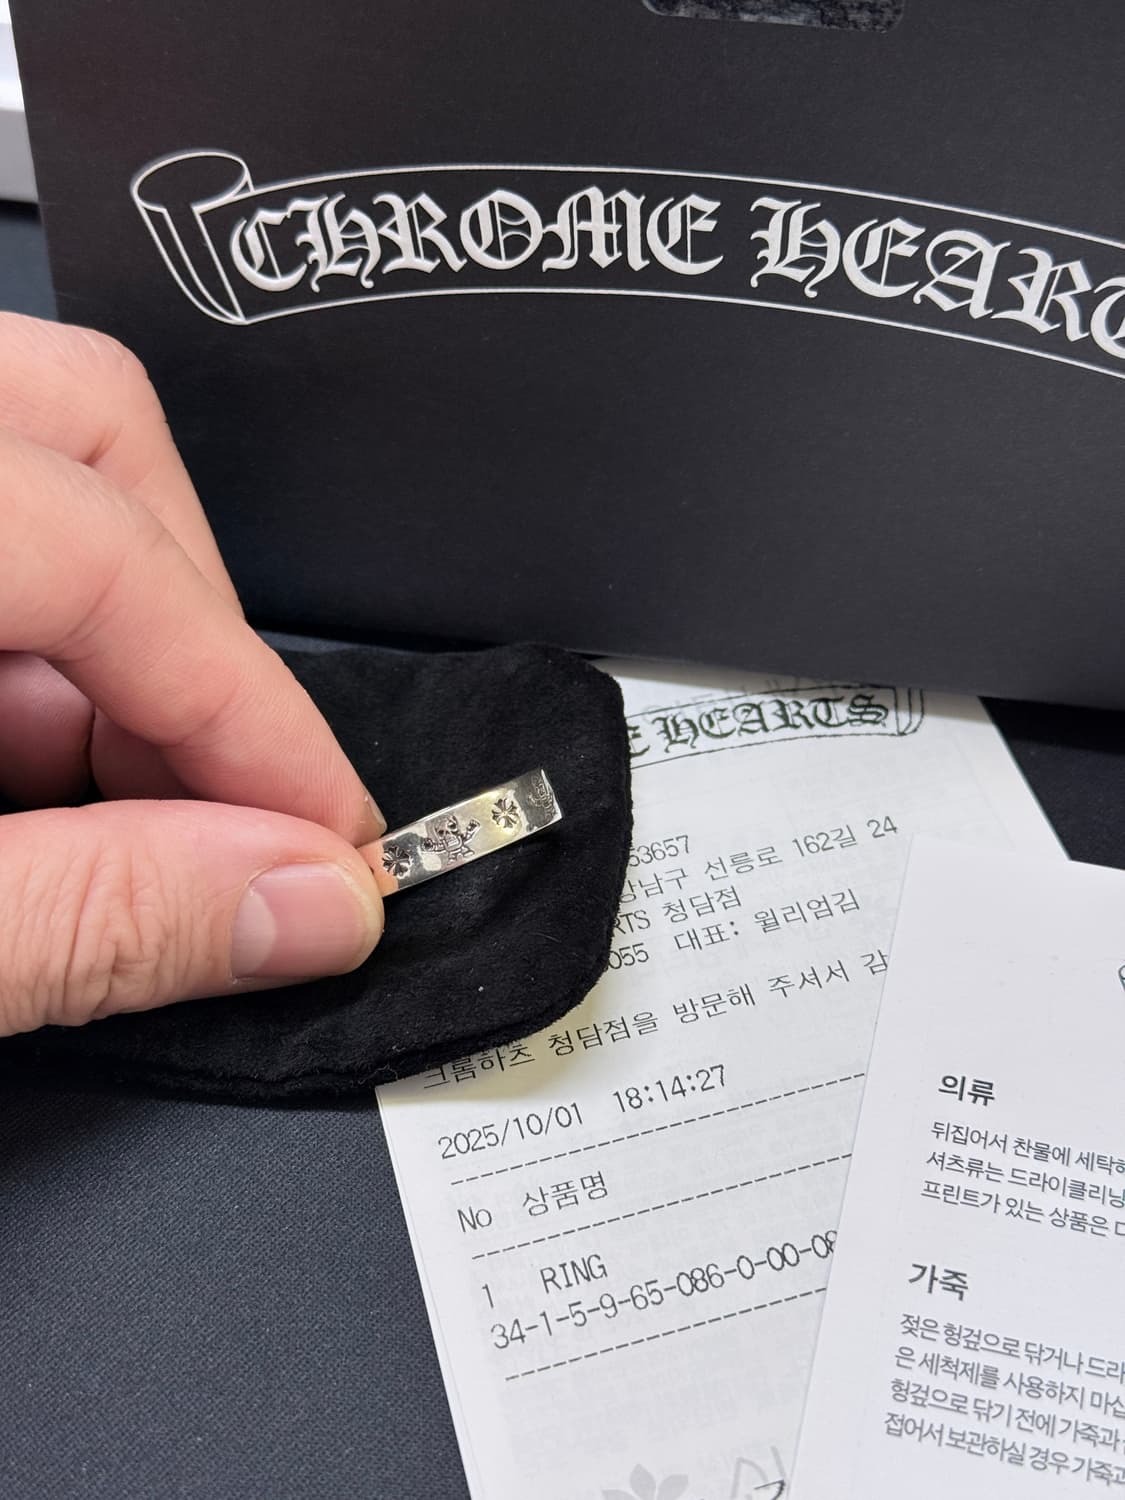 CHROME HEARTS
E HEARTS
53657
강남구 선릉로 162길 24
RTS 청담점
055 대표: 윌리엄김
크롬하츠 청담점을 방문해 주셔서 감
2025/10/01 18:14:27
No 상품명
1 RING
34-1-5-9-65-086-0-00-08
의류
뒤집어서 찬물에 세탁하
셔츠류는 드라이클리닝
프린트가 있는 상품은
가죽
젖은 헝겊으로 닦거나 드라
은 세척제를 사용하지 마십
헝겊으로 닦기 전에 가죽과
접어서 보관하실 경우 가죽과